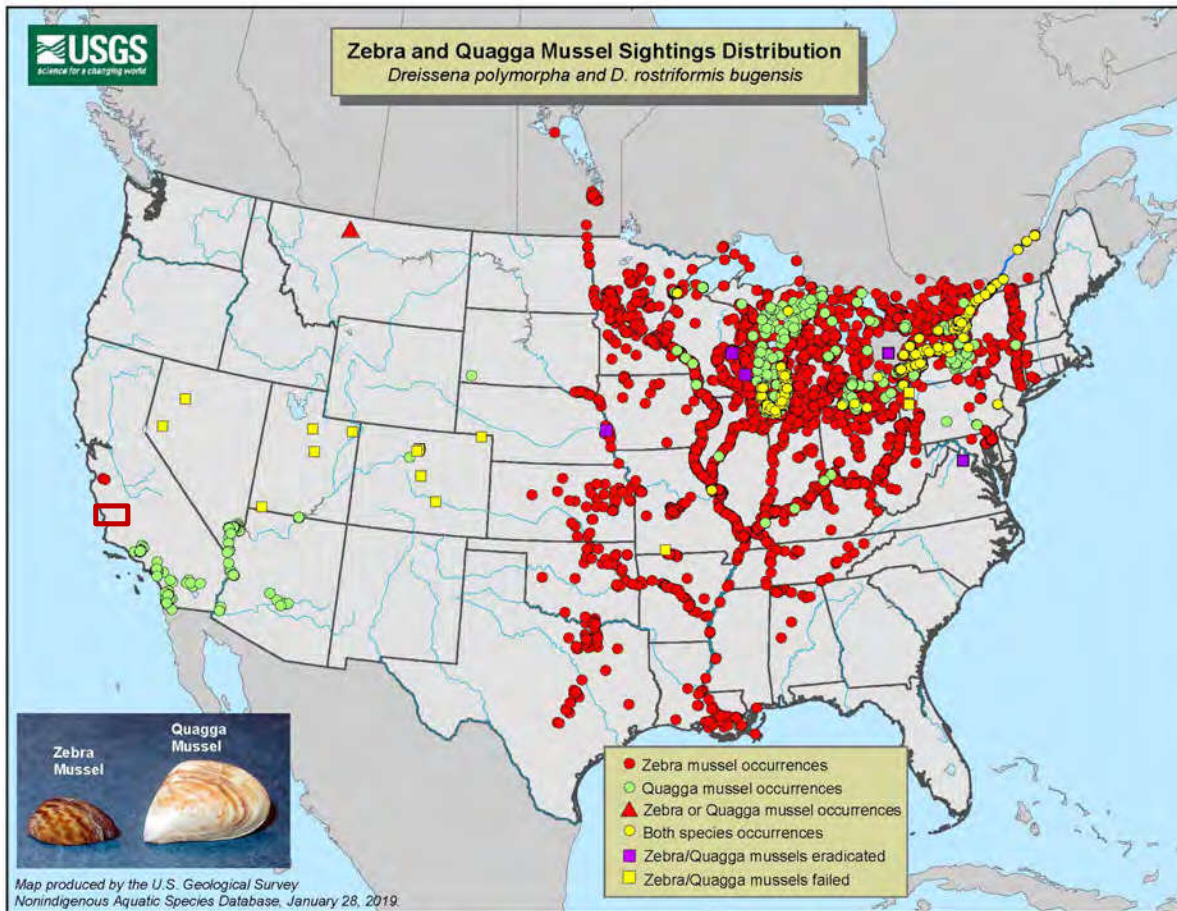 USGS
science for a changing world
Zebra and Quagga Mussel Sightings Distribution
Dreissena polymorpha and D. rostriformis bugensis
Quagga
Mussel
Zebra
Mussel
Zebra mussel occurrences
Quagga mussel occurrences
Zebra or Quagga mussel occurrences
Both species occurrences
Zebra/Quagga mussels eradicated
Zebra/Quagga mussels failed
Map produced by the U.S. Geological Survey
Nonindigenous Aquatic Species Database, January 28, 2019.